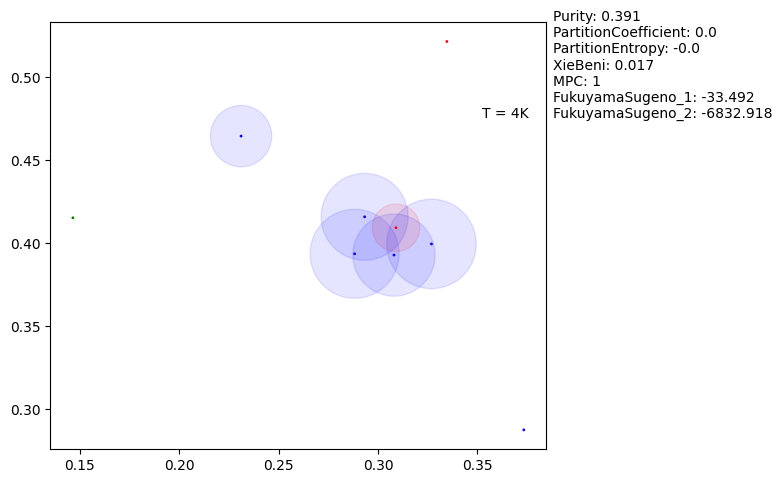 Purity: 0.391
PartitionCoefficient: 0.0
PartitionEntropy: -0.0
XieBeni: 0.017
MPC: 1
FukuyamaSugeno_1: -33.492
FukuyamaSugeno_2: -6832.918
T = 4K
0.50
0.45
0.40
0.35
0.30
0.15 0.20 0.25 0.30 0.35